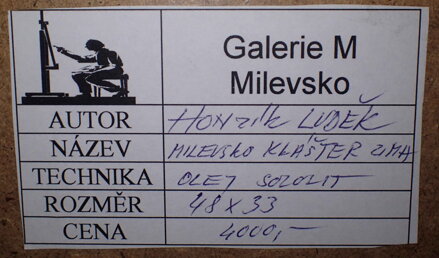 Galerie M
Milevsko
AUTOR HONZÍK LUDĚK
NÁZEV MILEVSKO KLÁŠTER ZIMA
TECHNIKA OLEJ SOLOLIT
ROZMĚR 48 x 33
CENA 4000,-